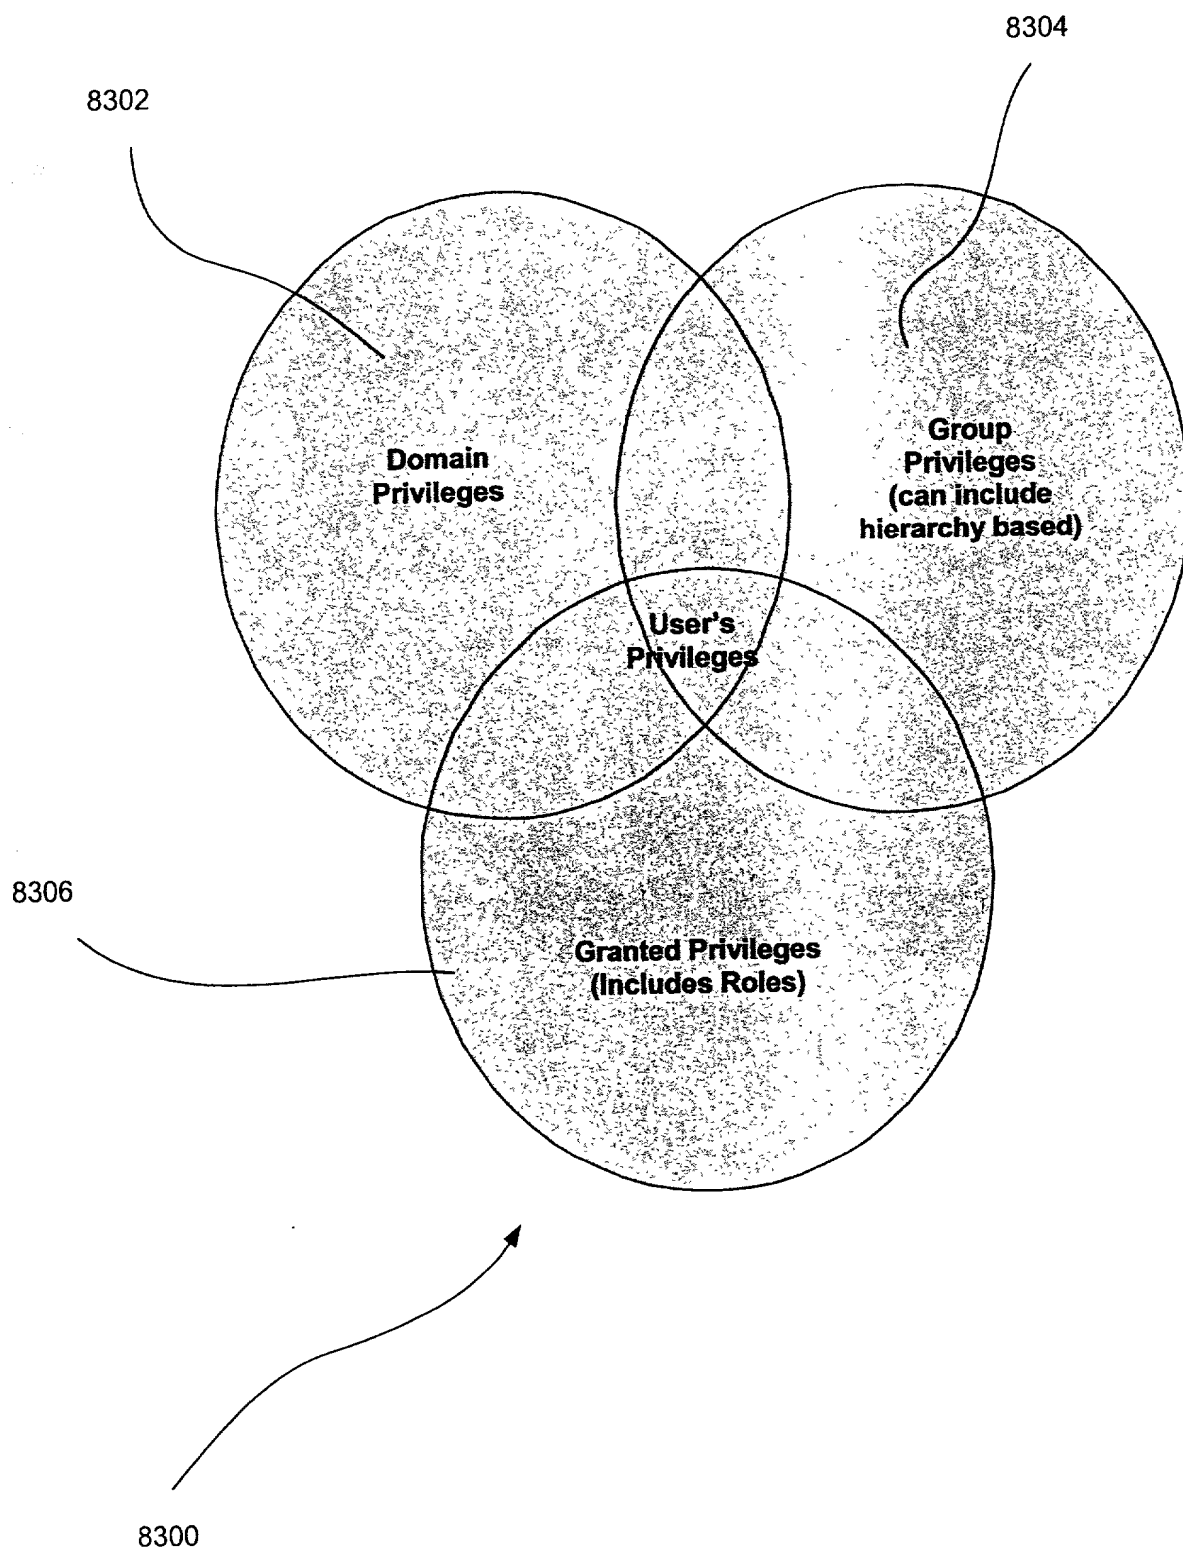 8304
8302
Domain
Privileges
Group
Privileges
(can include
hierarchy based)
User's
Privileges
8306
Granted Privileges
(Includes Roles)
8300